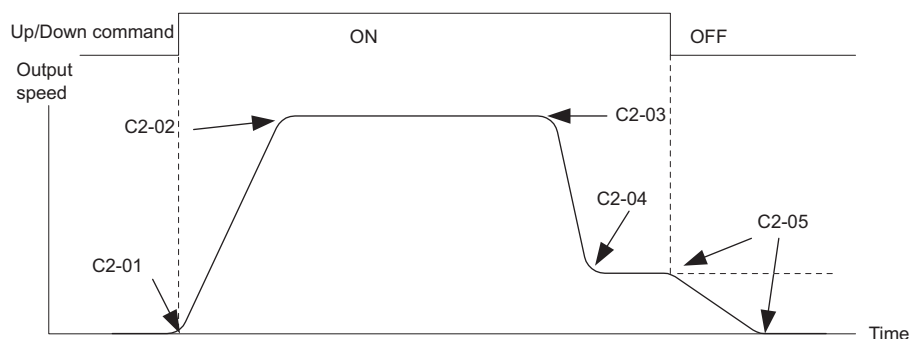 Up/Down command
ON
OFF
Output
speed
C2-02
C2-03
C2-04
C2-05
C2-01
Time